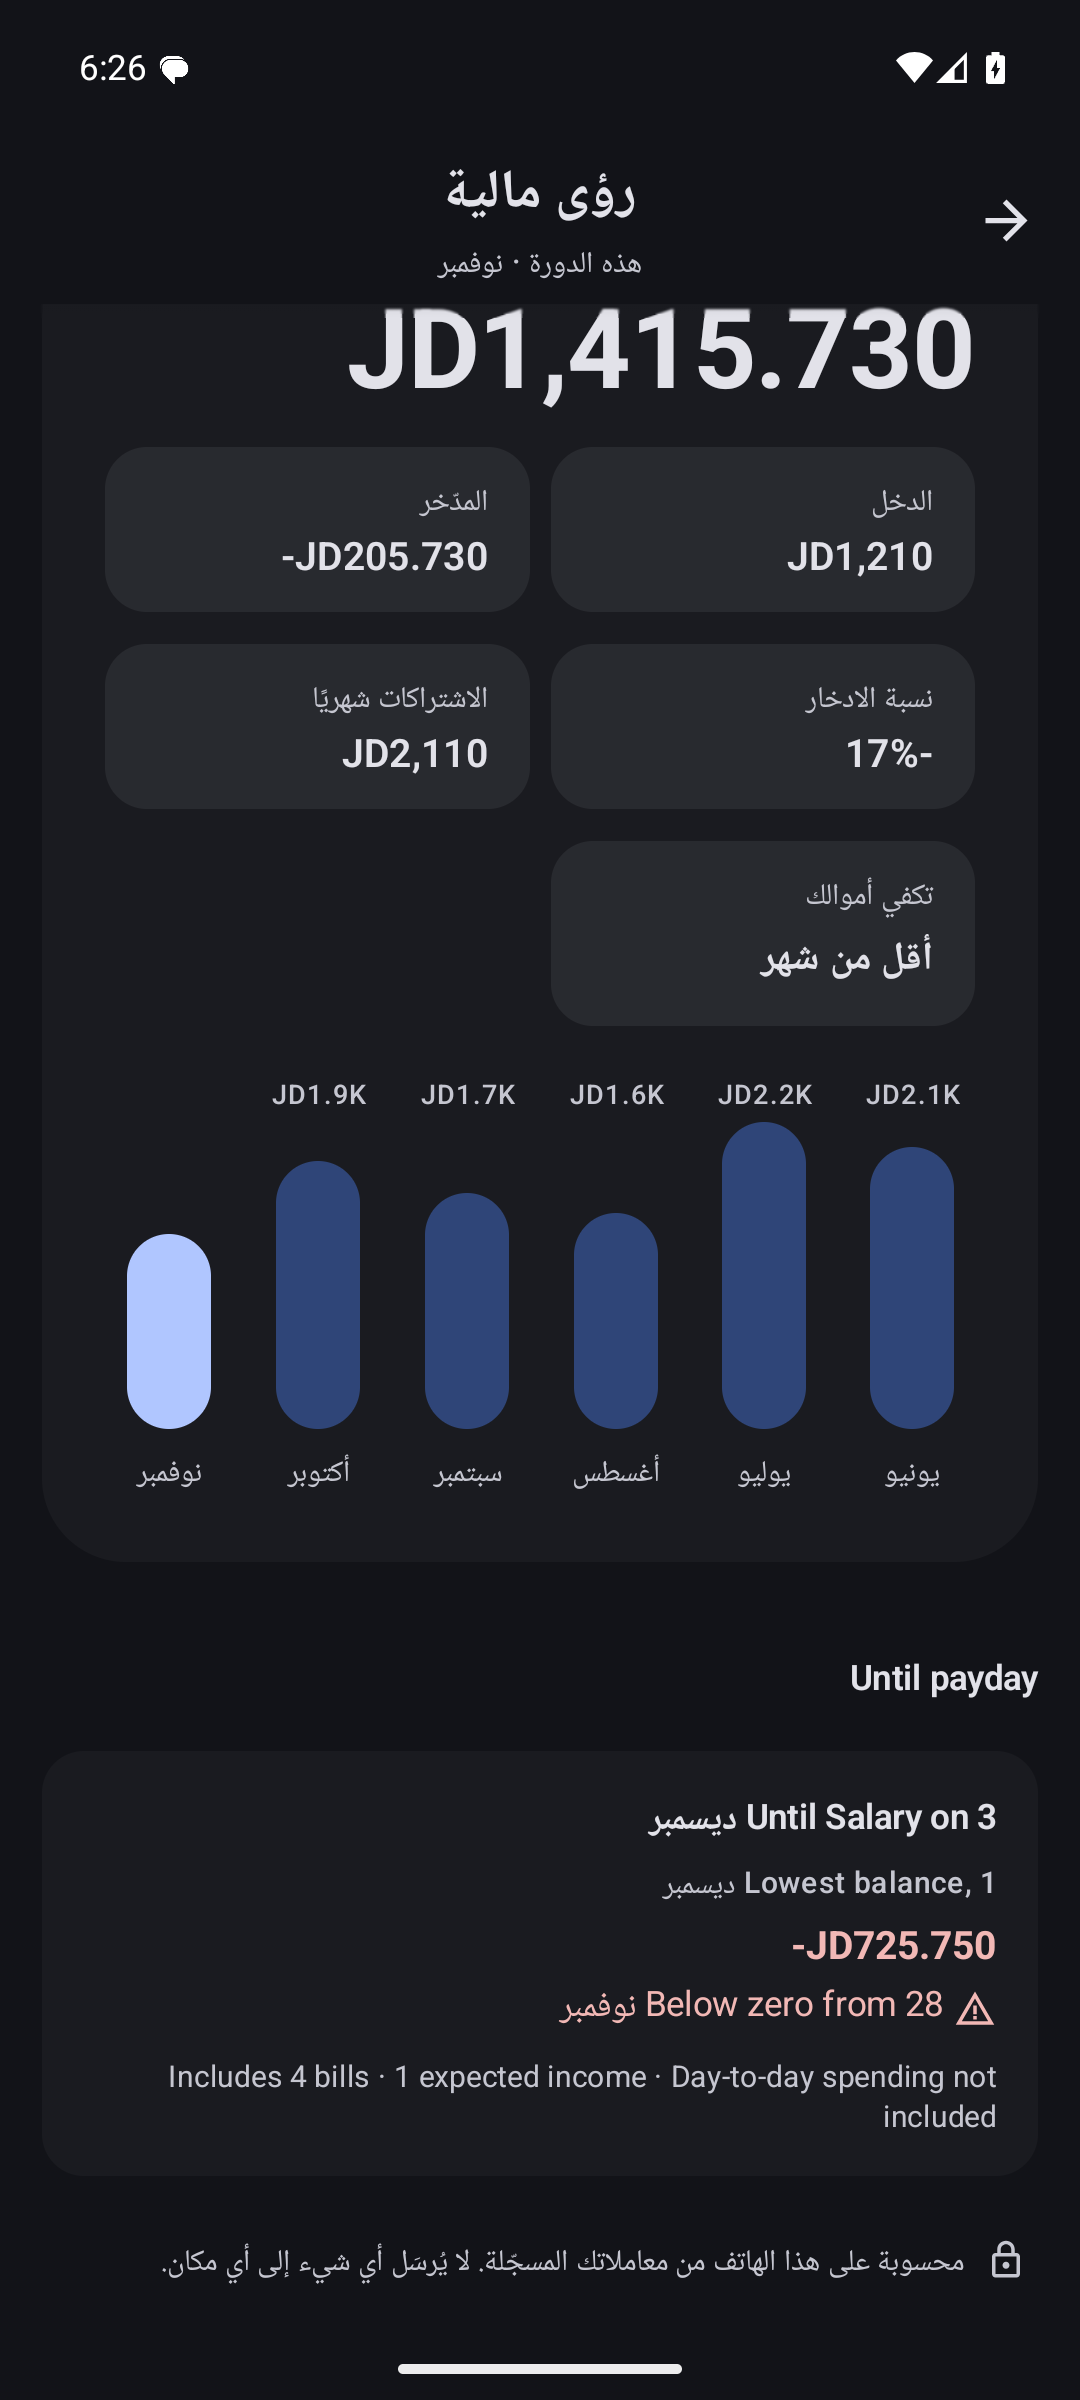 6:26
رؤى مالية
هذه الدورة · نوفمبر
JD1,415.730
الدخل
JD1,210
المدّخر
-JD205.730
نسبة الادخار
-17%
الاشتراكات شهريًا
JD2,110
تكفي أموالك
أقل من شهر
JD2.1K JD2.2K JD1.6K JD1.7K JD1.9K
يونيو يوليو أغسطس سبتمبر أكتوبر نوفمبر
Until payday
Until Salary on 3 ديسمبر
Lowest balance, 1 ديسمبر
-JD725.750
Below zero from 28 نوفمبر
Includes 4 bills · 1 expected income · Day-to-day spending not
included
محسوبة على هذا الهاتف من معاملاتك المسجّلة. لا يُرسَل أي شيء إلى أي مكان.